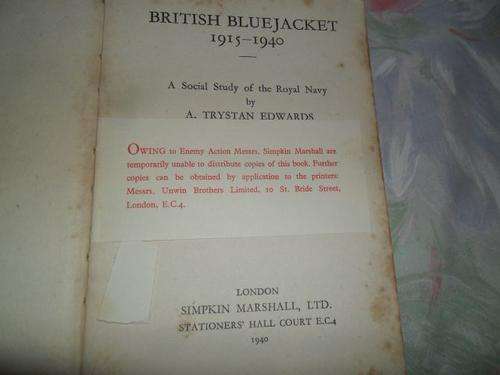 BRITISH BLUEJACKET
1915–1940
A Social Study of the Royal Navy
by
A. TRYSTAN EDWARDS
OWING to Enemy Action Messrs. Simpkin Marshall are
temporarily unable to distribute copies of this book. Further
copies can be obtained by application to the printers:
Messrs. Unwin Brothers Limited, 10 St. Bride Street,
London, E.C.4.
LONDON
SIMPKIN MARSHALL, LTD.
STATIONERS' HALL COURT E.C.4
1940